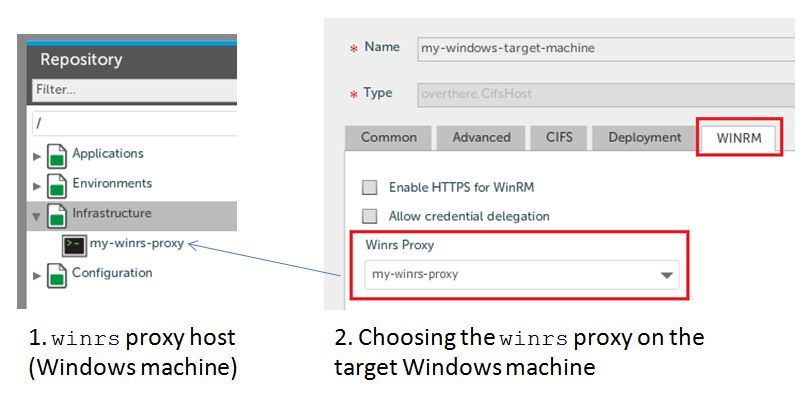 Repository
Filter...
/
Applications
Environments
Infrastructure
my-winrs-proxy
Configuration
1. winrs proxy host
(Windows machine)
* Name my-windows-target-machine
* Type overthere.CifsHost
Common Advanced CIFS Deployment WINRM
Enable HTTPS for WinRM
Allow credential delegation
Winrs Proxy
my-winrs-proxy
2. Choosing the winrs proxy on the
target Windows machine